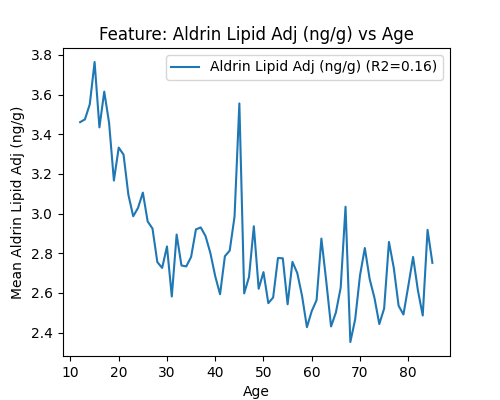 Feature: Aldrin Lipid Adj (ng/g) vs Age
Aldrin Lipid Adj (ng/g) (R2=0.16)
Mean Aldrin Lipid Adj (ng/g)
3.8
3.6
3.4
3.2
3.0
2.8
2.6
2.4
10 20 30 40 50 60 70 80
Age